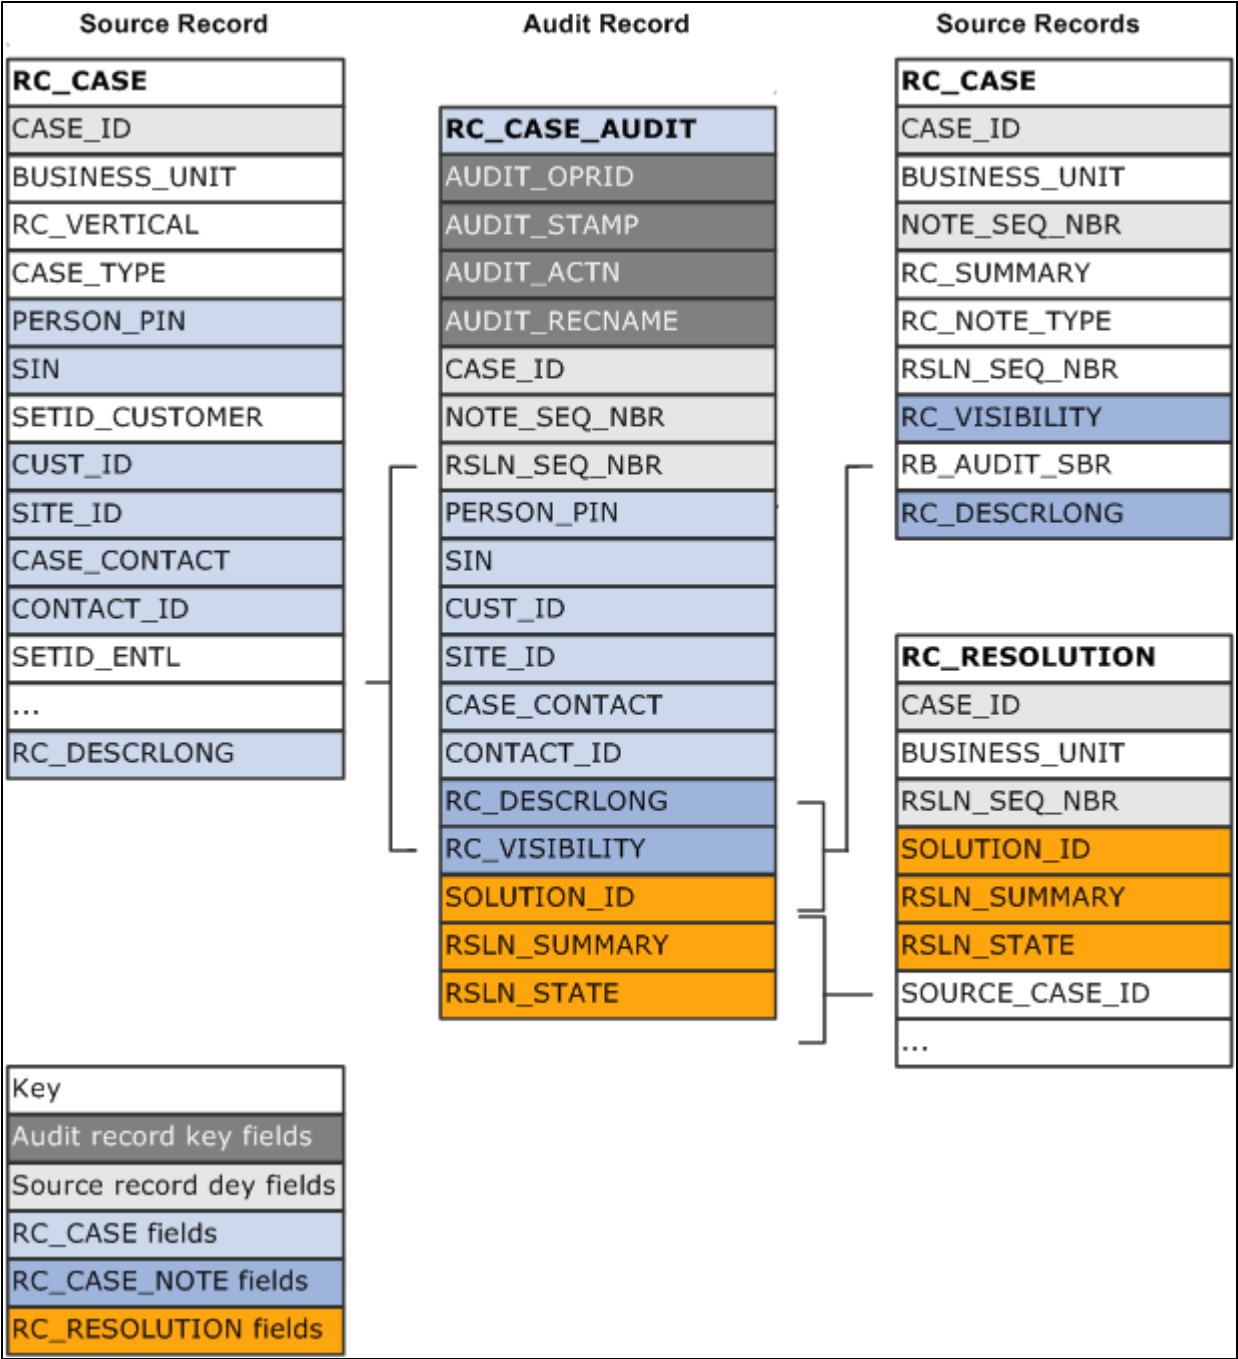 Source Record
RC_CASE
CASE_ID
BUSINESS_UNIT
RC_VERTICAL
CASE_TYPE
PERSON_PIN
SIN
SETID_CUSTOMER
CUST_ID
SITE_ID
CASE_CONTACT
CONTACT_ID
SETID_ENTL
...
RC_DESCRLONG
Audit Record
RC_CASE_AUDIT
AUDIT_OPRID
AUDIT_STAMP
AUDIT_ACTN
AUDIT_RECNAME
CASE_ID
NOTE_SEQ_NBR
RSLN_SEQ_NBR
PERSON_PIN
SIN
CUST_ID
SITE_ID
CASE_CONTACT
CONTACT_ID
RC_DESCRLONG
RC_VISIBILITY
SOLUTION_ID
RSLN_SUMMARY
RSLN_STATE
Source Records
RC_CASE
CASE_ID
BUSINESS_UNIT
NOTE_SEQ_NBR
RC_SUMMARY
RC_NOTE_TYPE
RSLN_SEQ_NBR
RC_VISIBILITY
RB_AUDIT_SBR
RC_DESCRLONG
RC_RESOLUTION
CASE_ID
BUSINESS_UNIT
RSLN_SEQ_NBR
SOLUTION_ID
RSLN_SUMMARY
RSLN_STATE
SOURCE_CASE_ID
...
Key
Audit record key fields
Source record dey fields
RC_CASE fields
RC_CASE_NOTE fields
RC_RESOLUTION fields